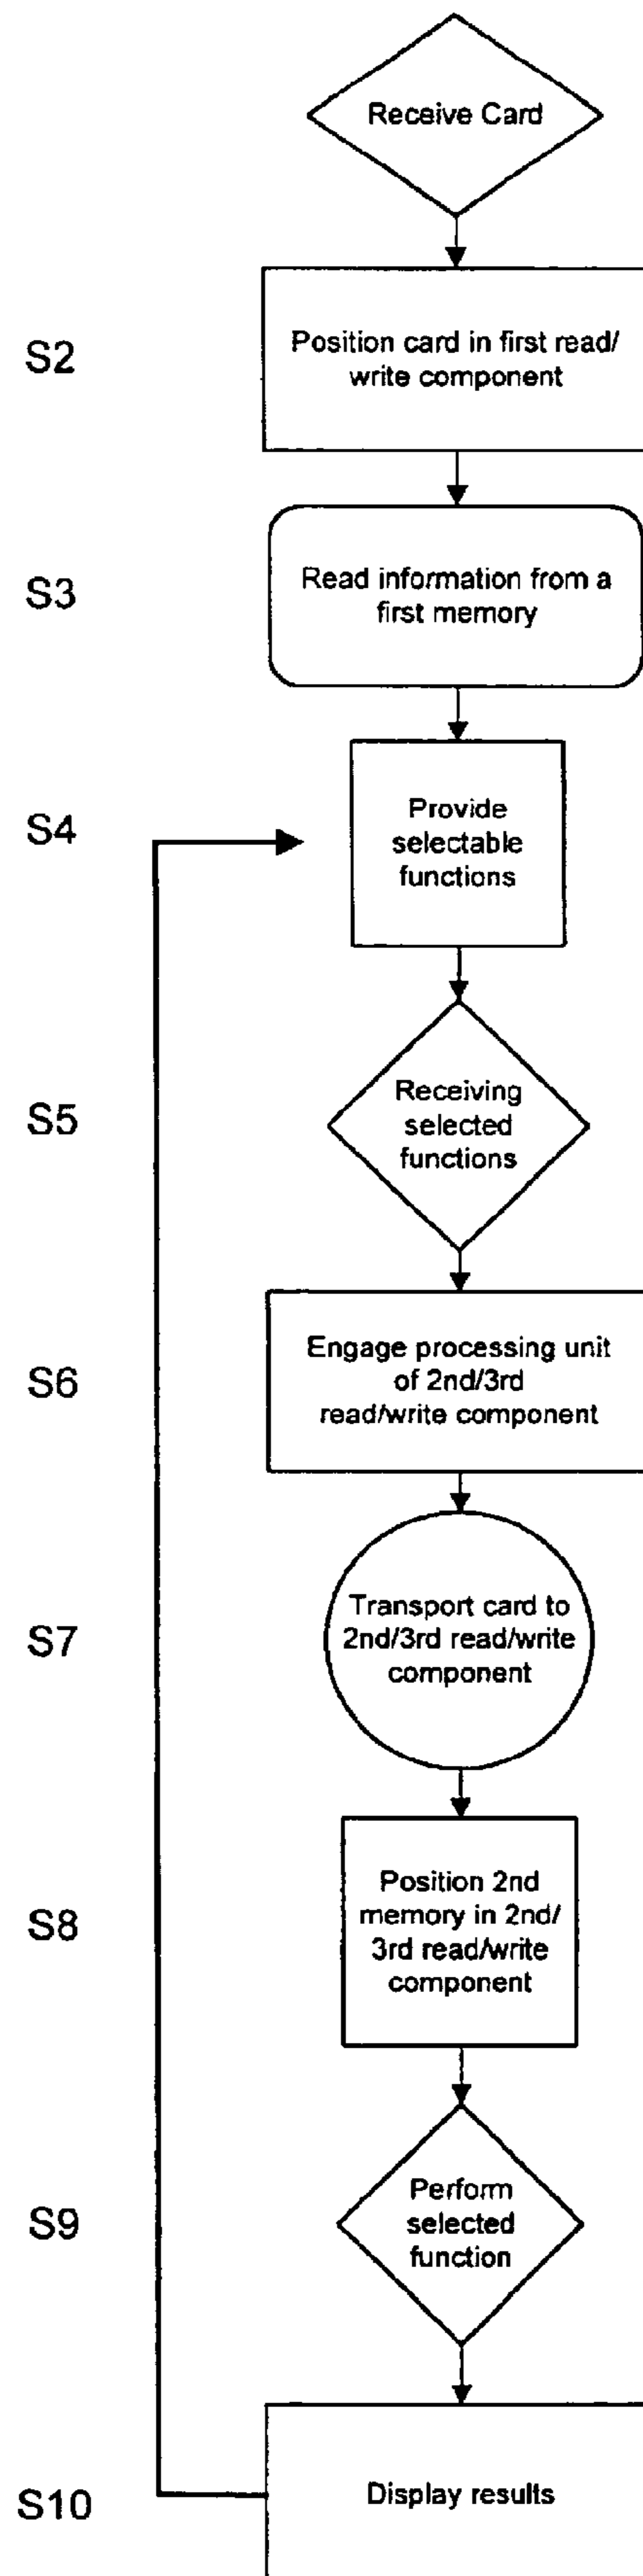 Receive Card
S2
Position card in first read/
write component
S3
Read information from a
first memory
S4
Provide
selectable
functions
S5
Receiving
selected
functions
S6
Engage processing unit
of 2nd/3rd
read/write component
S7
Transport card to
2nd/3rd read/write
component
S8
Position 2nd
memory in 2nd/
3rd read/write
component
S9
Perform
selected
function
S10
Display results